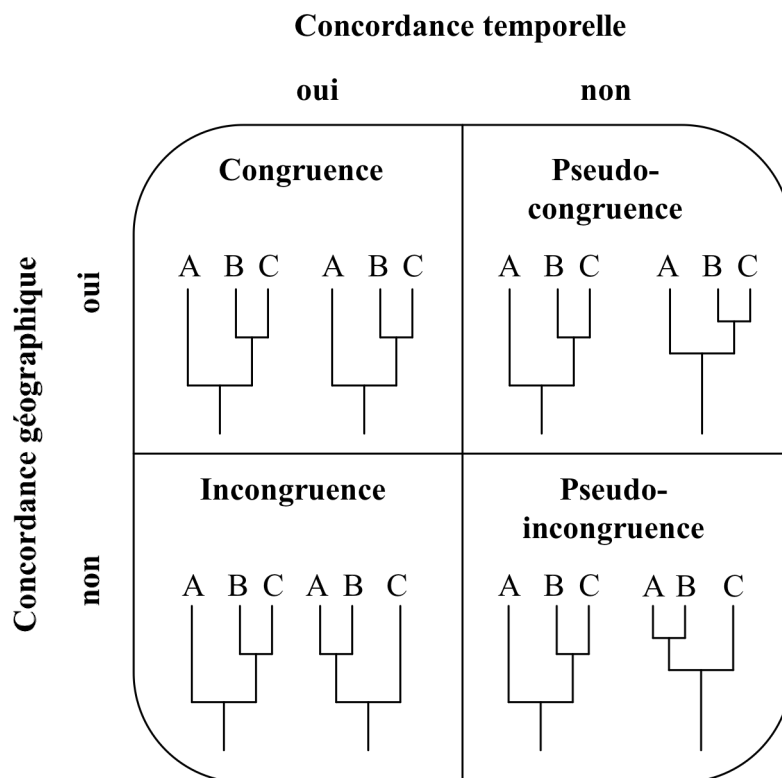 Concordance temporelle
oui non
Concordance géographique
oui
Congruence
A B C A B C
Pseudo-
congruence
A B C A B C
non
Incongruence
A B C A B C
Pseudo-
incongruence
A B C A B C